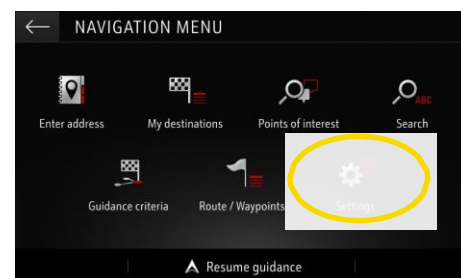 NAVIGATION MENU
Enter address My destinations Points of interest Search
ABC
Guidance criteria Route / Waypoints Settings
Resume guidance